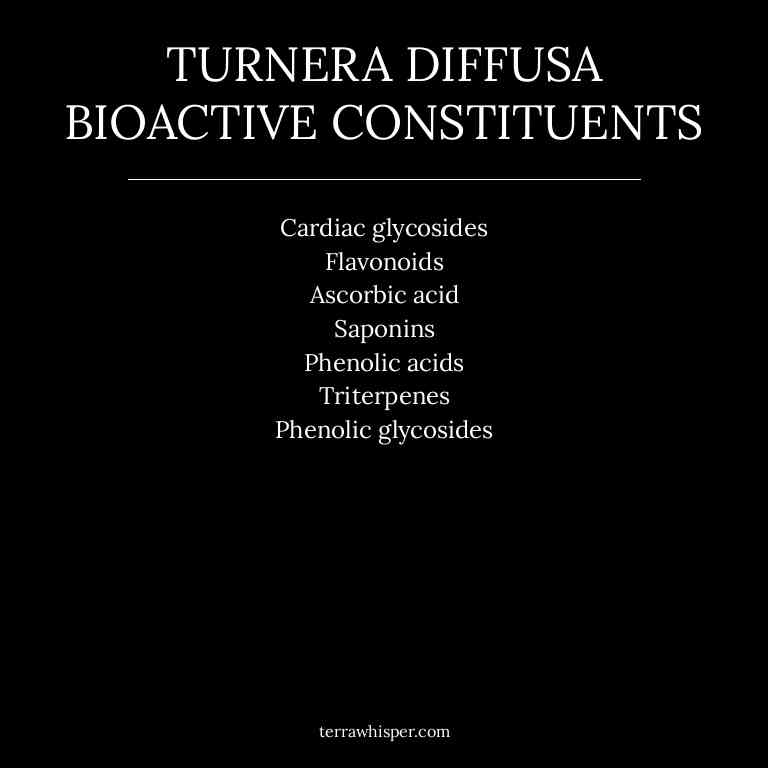 TURNERA DIFFUSA
BIOACTIVE CONSTITUENTS
Cardiac glycosides
Flavonoids
Ascorbic acid
Saponins
Phenolic acids
Triterpenes
Phenolic glycosides
terrawhisper.com